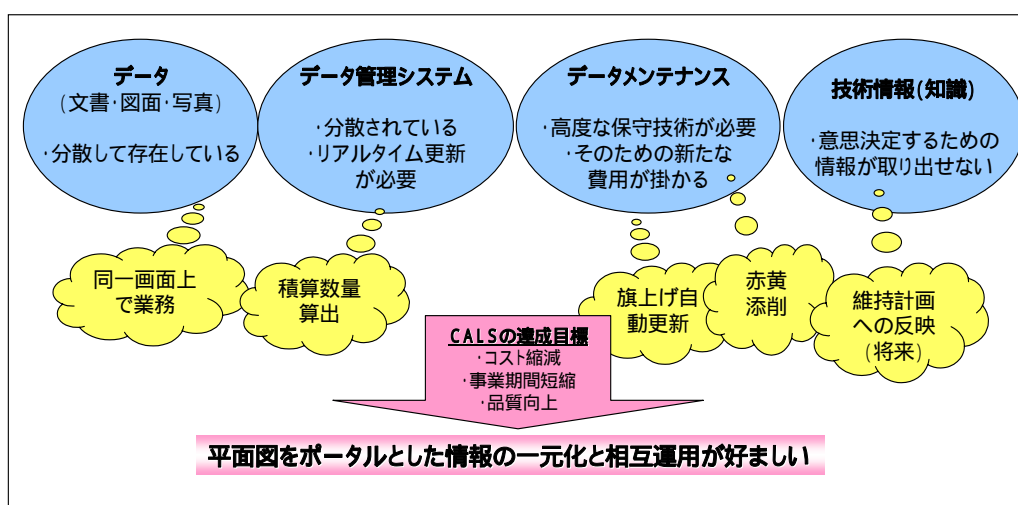 データ
(文書・図面・写真)
・分散して存在している
データ管理システム
・分散されている
・リアルタイム更新
が必要
データメンテナンス
・高度な保守技術が必要
・そのための新たな
費用が掛かる
技術情報(知識)
・意思決定するための
情報が取り出せない
同一画面上
で業務
積算数量
算出
旗上げ自
動更新
赤黄
添削
維持計画
への反映
(将来)
CALSの達成目標
・コスト縮減
・事業期間短縮
・品質向上
平面図をポータルとした情報の一元化と相互運用が好ましい